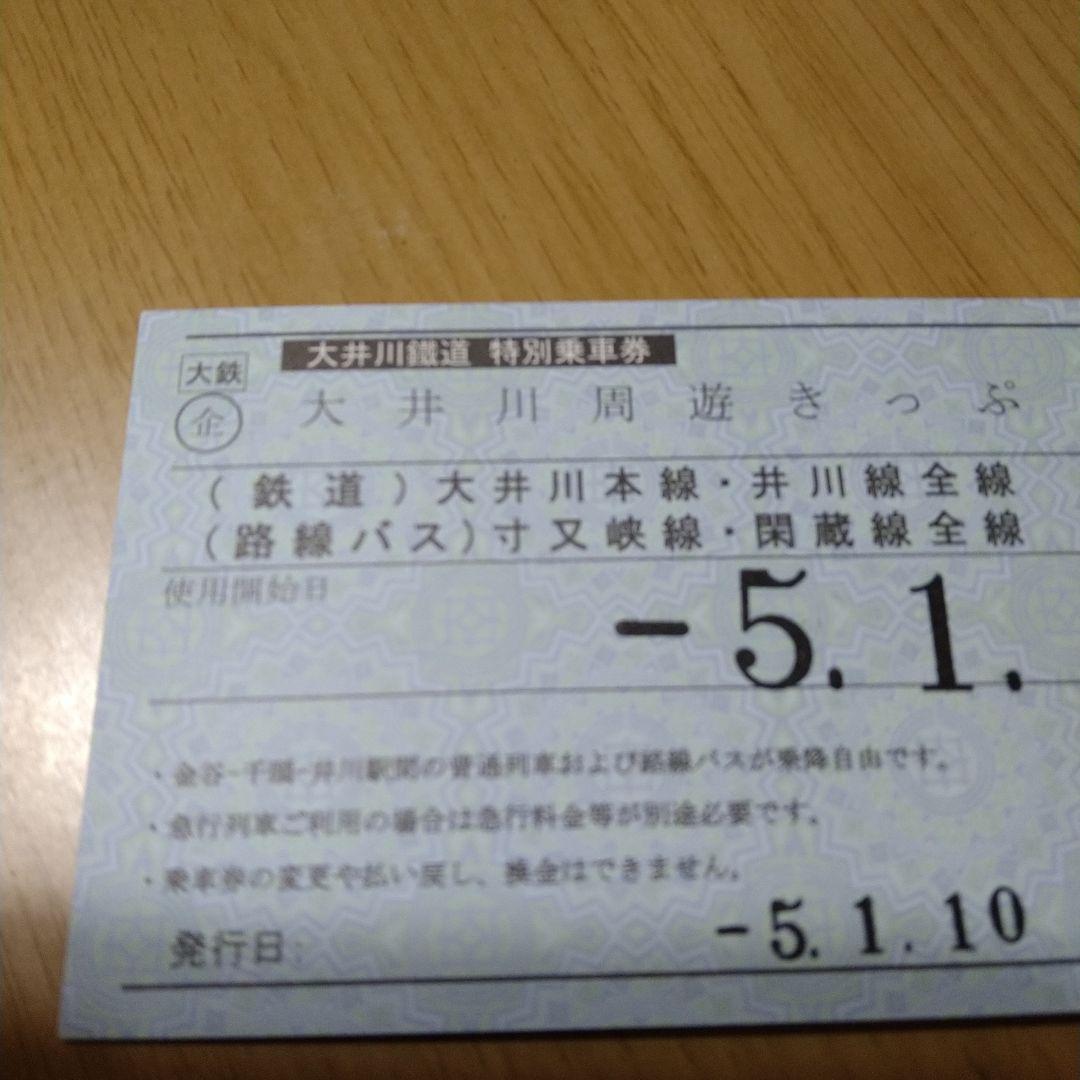 大井川鐵道 特別乗車券
大鉄
企
大井川周遊きっぷ
(鉄道)大井川本線・井川線全線
(路線バス)寸又峡線・閑蔵線全線
使用開始日
-5.1.
・金谷-千頭-井川駅間の普通列車および路線バスが乗降自由です。
・急行列車ご利用の場合は急行料金等が別途必要です。
・乗車券の変更や払い戻し、換金はできません。
発行日:
-5.1.10